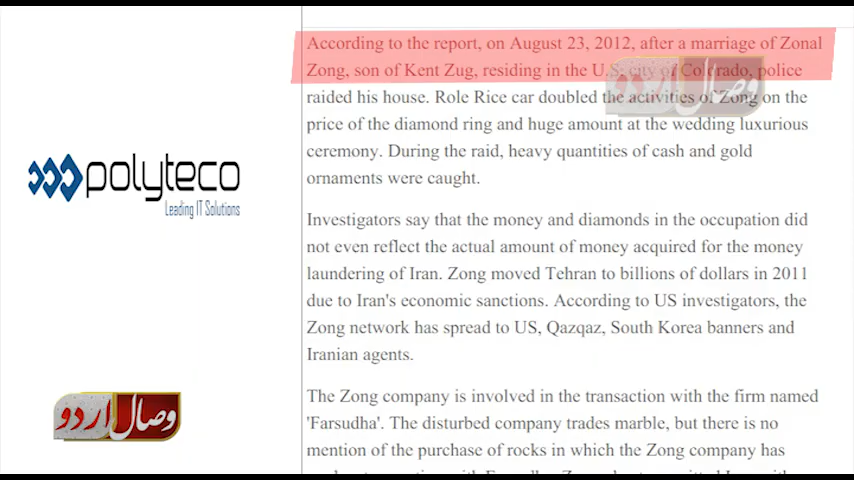 According to the report, on August 23, 2012, after a marriage of Zonal
Zong, son of Kent Zug, residing in the U.S. city of Colorado, police
raided his house. Role Rice car doubled the activities of Zong on the
price of the diamond ring and huge amount at the wedding luxurious
ceremony. During the raid, heavy quantities of cash and gold
ornaments were caught.
Investigators say that the money and diamonds in the occupation did
not even reflect the actual amount of money acquired for the money
laundering of Iran. Zong moved Tehran to billions of dollars in 2011
due to Iran's economic sanctions. According to US investigators, the
Zong network has spread to US, Qazqaz, South Korea banners and
Iranian agents.
The Zong company is involved in the transaction with the firm named
'Farsudha'. The disturbed company trades marble, but there is no
mention of the purchase of rocks in which the Zong company has
polyteco
Leading IT Solutions
وصال اردو
وصال اردو